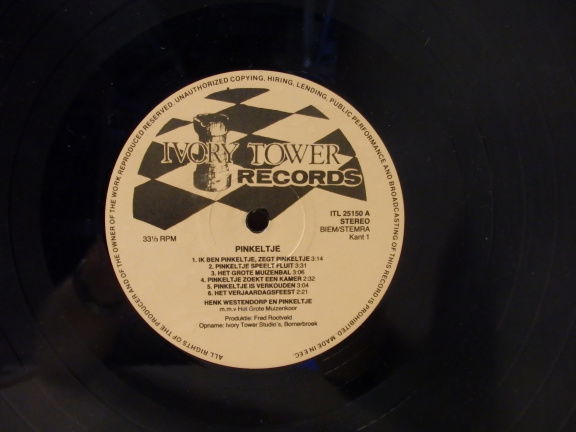 ALL RIGHTS OF THE PRODUCER AND OF THE OWNER OF THE WORK REPRODUCED RESERVED. UNAUTHORIZED COPYING, HIRING, LENDING, PUBLIC PERFORMANCE AND BROADCASTING OF THIS RECORD IS PROHIBITED. MADE IN EEC.
IVORY TOWER
RECORDS
33⅓ RPM
ITL 25150 A
STEREO
BIEM/STEMRA
Kant 1
PINKELTJE
1. IK BEN PINKELTJE, ZEGT PINKELTJE 3:14
2. PINKELTJE SPEELT FLUIT 3:31
3. HET GROTE MUIZENBAL 3:06
4. PINKELTJE ZOEKT EEN KAMER 2:32
5. PINKELTJE IS VERKOUDEN 3:04
6. HET VERJAARDAGSFEEST 2:21
HENK WESTENDORP EN PINKELTJE
m.m.v Het Grote Muizenkoor
Produktie: Fred Rootveld
Opname: Ivory Tower Studio's, Bornerbroek